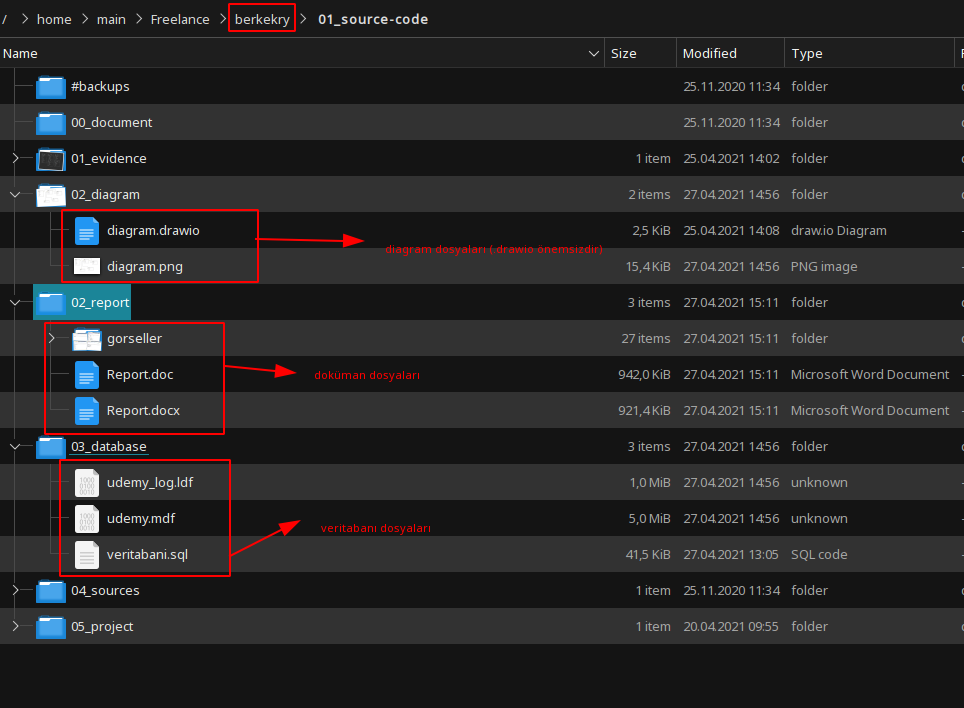 / > home > main > Freelance > berkekry > 01_source-code
Name Size Modified Type
#backups 25.11.2020 11:34 folder
00_document 25.11.2020 11:34 folder
01_evidence 1 item 25.04.2021 14:02 folder
02_diagram 2 items 27.04.2021 14:56 folder
diagram.drawio 2,5 KiB 25.04.2021 14:08 draw.io Diagram
diagram dosyaları (.drawio önemsizdir)
diagram.png 15,4 KiB 27.04.2021 14:56 PNG image
02_report 3 items 27.04.2021 15:11 folder
gorseller 27 items 27.04.2021 15:11 folder
Report.doc 942,0 KiB 27.04.2021 15:11 Microsoft Word Document
doküman dosyaları
Report.docx 921,4 KiB 27.04.2021 15:11 Microsoft Word Document
03_database 3 items 27.04.2021 14:56 folder
udemy_log.ldf 1,0 MiB 27.04.2021 14:56 unknown
udemy.mdf 5,0 MiB 27.04.2021 14:56 unknown
veritabanı dosyaları
veritabani.sql 41,5 KiB 27.04.2021 13:05 SQL code
04_sources 1 item 25.11.2020 11:34 folder
05_project 1 item 20.04.2021 09:55 folder